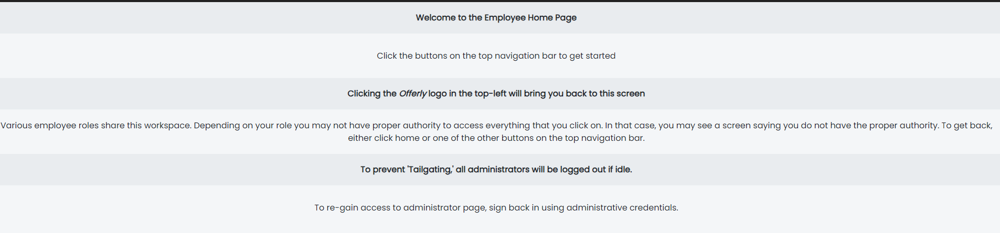 Welcome to the Employee Home Page
Click the buttons on the top navigation bar to get started
Clicking the Offerly logo in the top-left will bring you back to this screen
Various employee roles share this workspace. Depending on your role you may not have proper authority to access everything that you click on. In that case, you may see a screen saying you do not have the proper authority. To get back,
either click home or one of the other buttons on the top navigation bar.
To prevent 'Tailgating,' all administrators will be logged out if idle.
To re-gain access to administrator page, sign back in using administrative credentials.